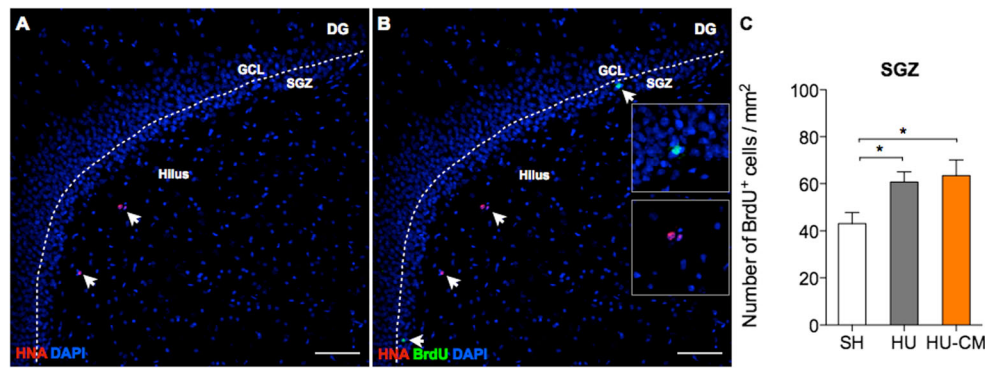 A
DG
GCL
SGZ
Hilus
HNA DAPI
B
DG
GCL
SGZ
Hilus
HNA BrdU DAPI
C
SGZ
Number of BrdU+ cells / mm2
100
80
60
40
20
0
*
*
SH HU HU-CM